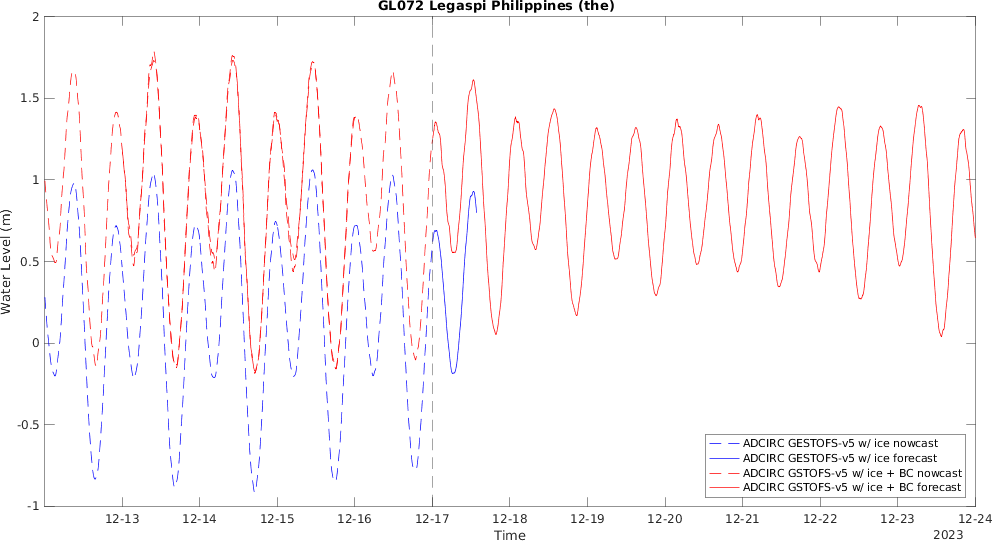 GL072 Legaspi Philippines (the)
2
1.5
1
0.5
0
-0.5
-1
Water Level (m)
12-13
12-14
12-15
12-16
12-17
12-18
12-19
12-20
12-21
12-22
12-23
12-24
Time
2023
ADCIRC GESTOFS-v5 w/ ice nowcast
ADCIRC GESTOFS-v5 w/ ice forecast
ADCIRC GSTOFS-v5 w/ ice + BC nowcast
ADCIRC GSTOFS-v5 w/ ice + BC forecast